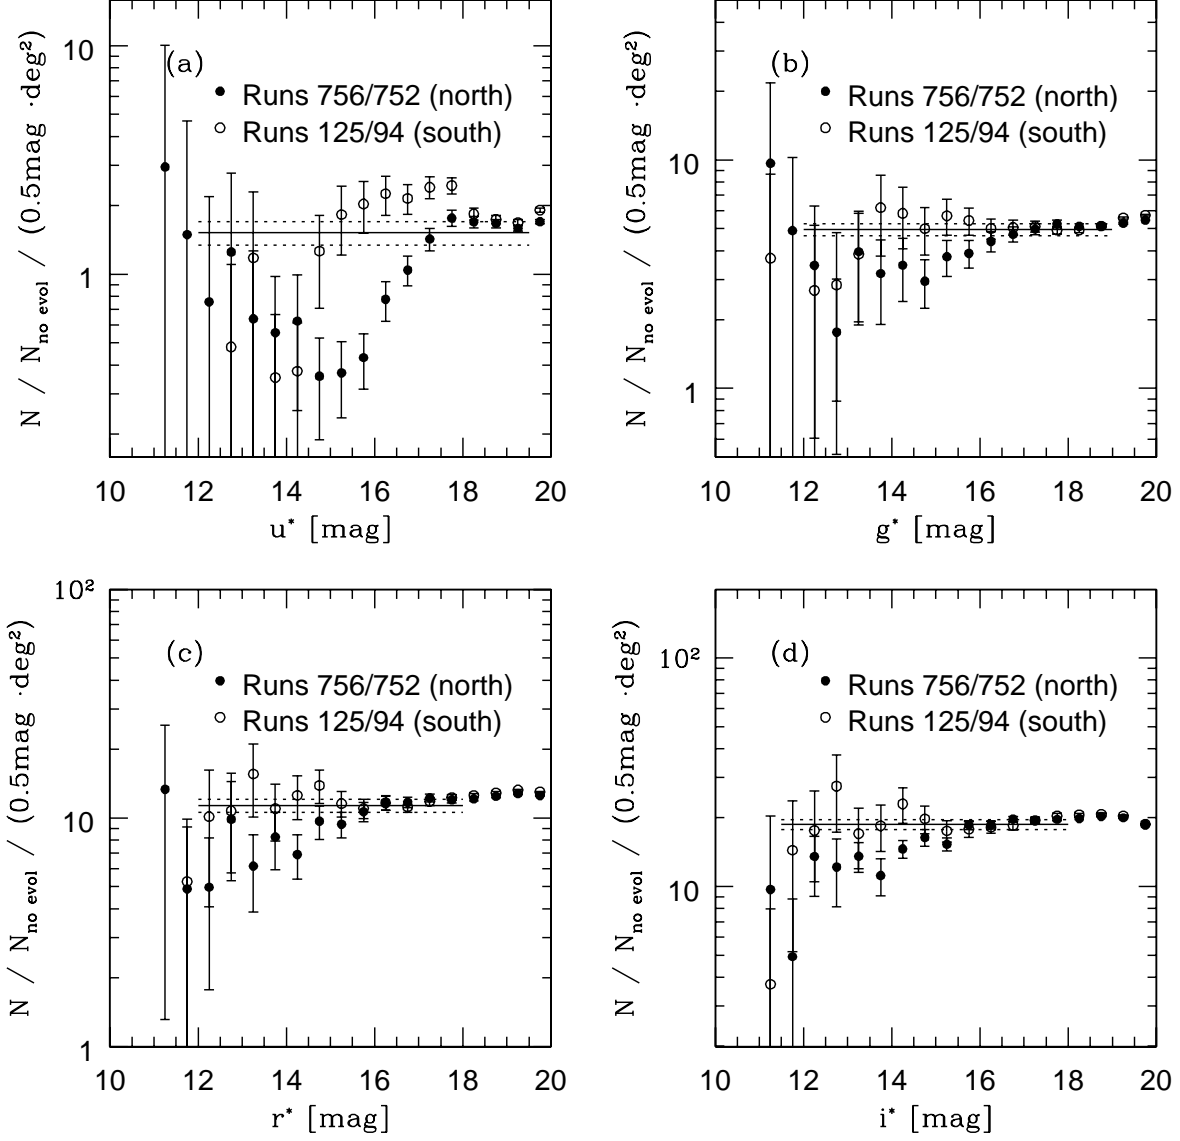 N / N_no evol / (0.5mag ·deg²)
10
1
(a)
Runs 756/752 (north)
Runs 125/94 (south)
10 12 14 16 18 20
u* [mag]
N / N_no evol / (0.5mag ·deg²)
10
1
(b)
Runs 756/752 (north)
Runs 125/94 (south)
10 12 14 16 18 20
g* [mag]
N / N_no evol / (0.5mag ·deg²)
10²
10
1
(c)
Runs 756/752 (north)
Runs 125/94 (south)
10 12 14 16 18 20
r* [mag]
N / N_no evol / (0.5mag ·deg²)
10²
10
(d)
Runs 756/752 (north)
Runs 125/94 (south)
10 12 14 16 18 20
i* [mag]